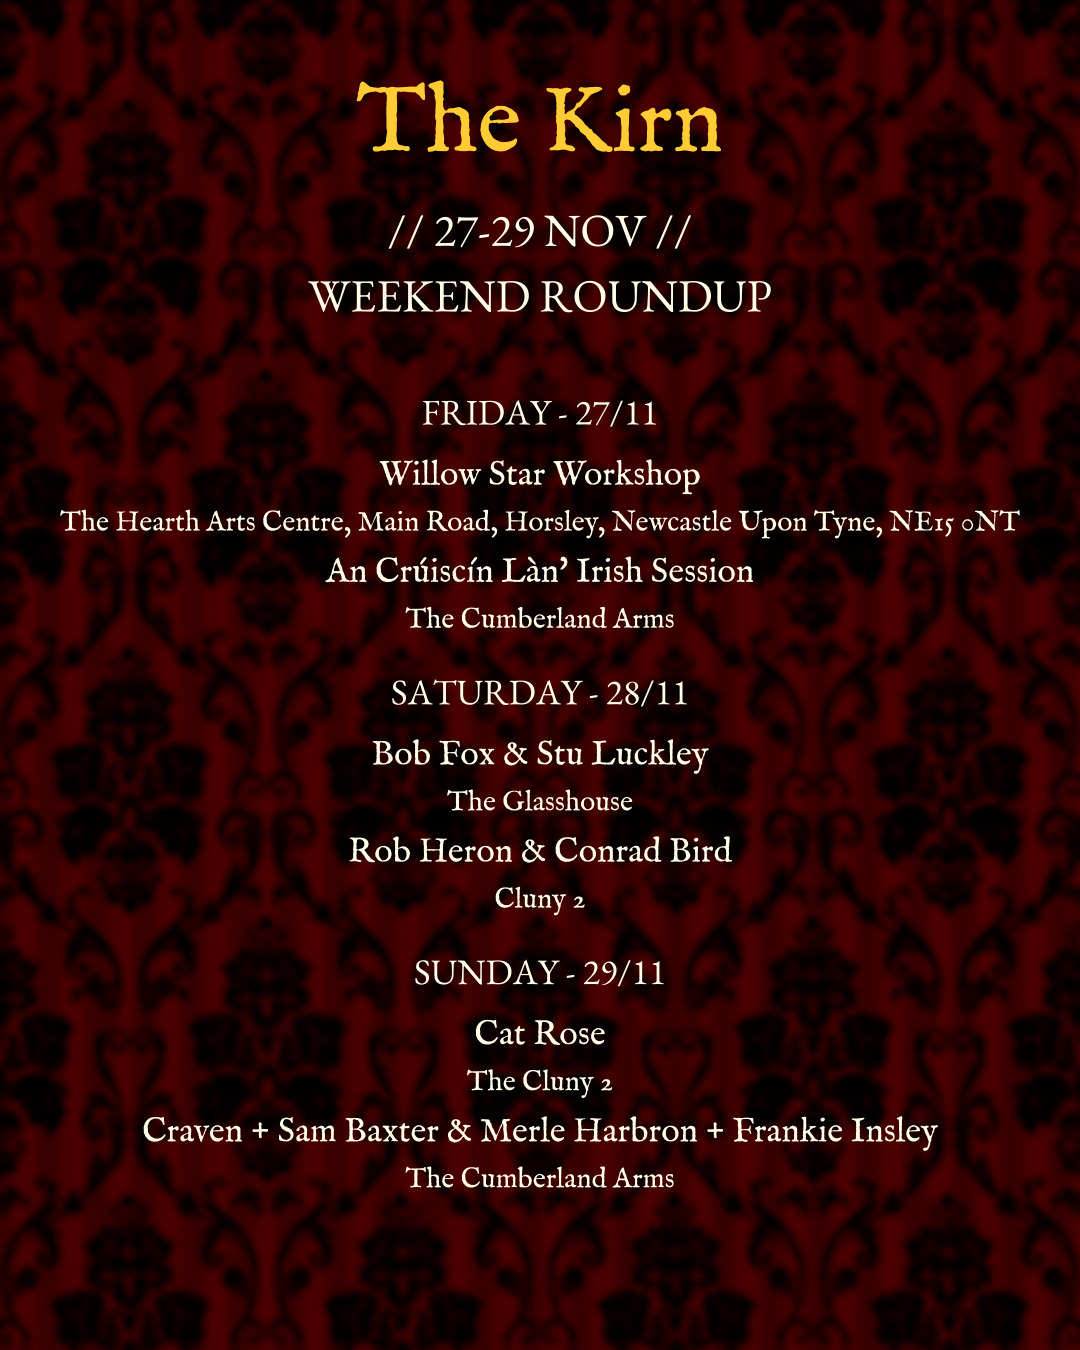 The Kirn
// 27-29 NOV //
WEEKEND ROUNDUP
FRIDAY - 27/11
Willow Star Workshop
The Hearth Arts Centre, Main Road, Horsley, Newcastle Upon Tyne, NE15 0NT
An Crúiscín Làn' Irish Session
The Cumberland Arms
SATURDAY - 28/11
Bob Fox & Stu Luckley
The Glasshouse
Rob Heron & Conrad Bird
Cluny 2
SUNDAY - 29/11
Cat Rose
The Cluny 2
Craven + Sam Baxter & Merle Harbron + Frankie Insley
The Cumberland Arms